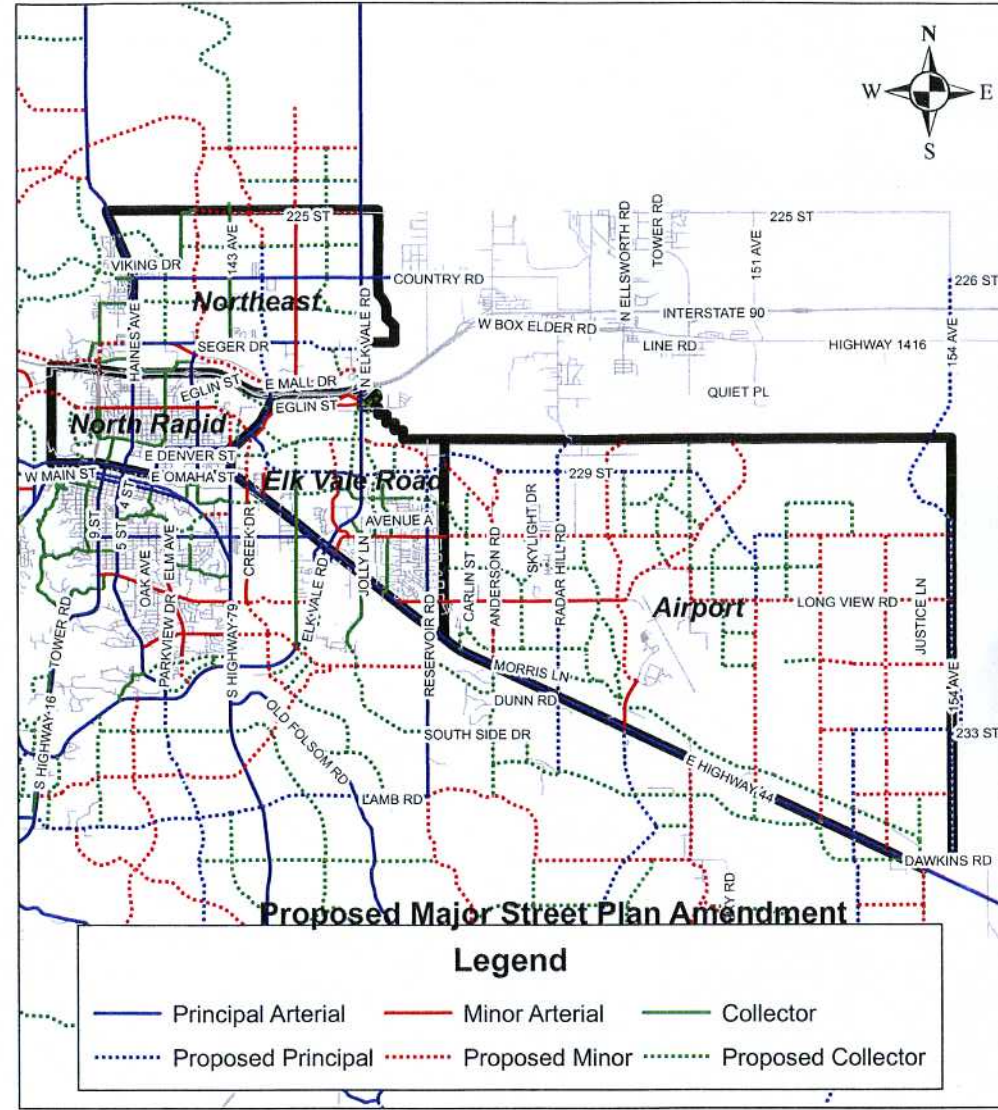 N
W E
S
225 ST
225 ST
143 AVE
VIKING DR
COUNTRY RD
N ELLSWORTH RD
TOWER RD
151 AVE
226 ST
Northeast
HAINES AVE
N ELK VALE RD
INTERSTATE 90
W BOX ELDER RD
SEGER DR
LINE RD
HIGHWAY 1416
154 AVE
E MALL DR
EGLIN ST
EGLIN ST
QUIET PL
North Rapid
E DENVER ST
W MAIN ST
E OMAHA ST
Elk Vale Road
229 ST
4 ST
9 ST
5 ST
AVENUE A
OAK AVE
ELM AVE
PARKVIEW DR
CREEK DR
ELK VALE RD
JOLLY LN
CARLIN ST
ANDERSON RD
SKYLIGHT DR
RADAR HILL RD
Airport
LONG VIEW RD
JUSTICE LN
TOWER RD
S HIGHWAY 79
RESERVOIR RD
MORRIS LN
DUNN RD
154 AVE
S HIGHWAY 16
OLD FOLSOM RD
SOUTH SIDE DR
233 ST
E HIGHWAY 44
LAMB RD
DAWKINS RD
RD
Proposed Major Street Plan Amendment
Legend
Principal Arterial Minor Arterial Collector
Proposed Principal Proposed Minor Proposed Collector